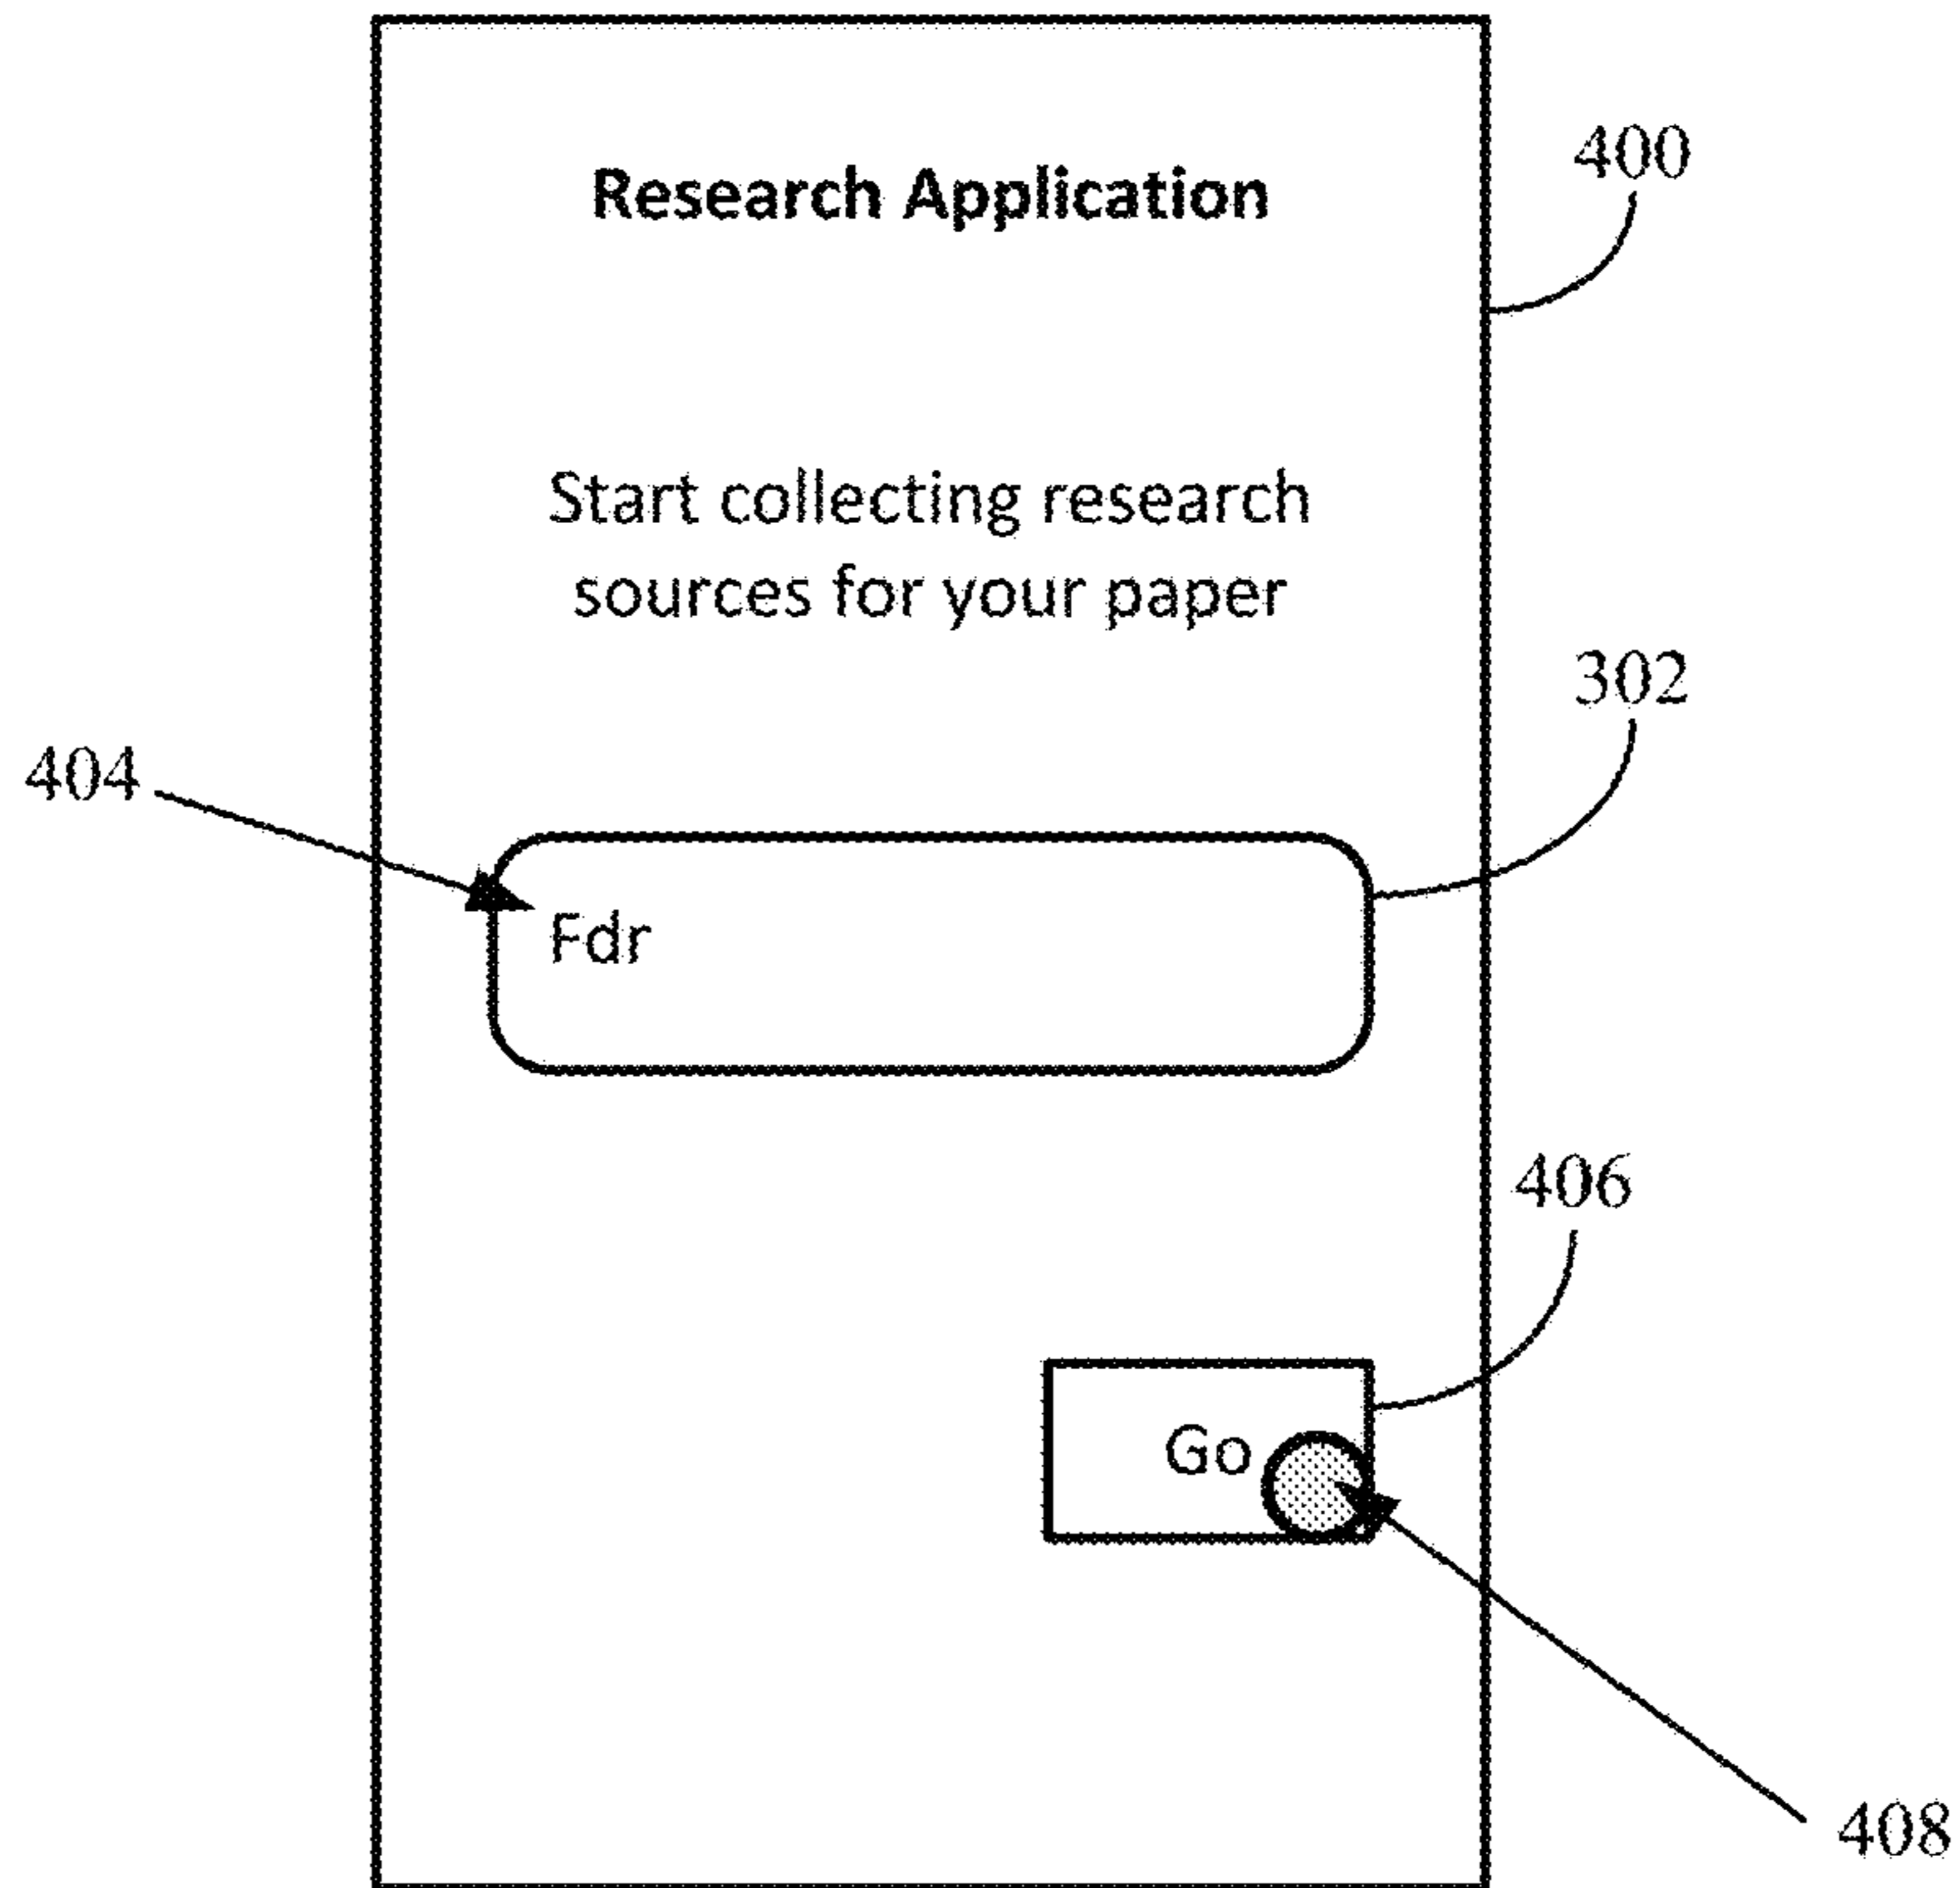 Research Application
400
Start collecting research
sources for your paper
302
404
Fdr
406
Go
408